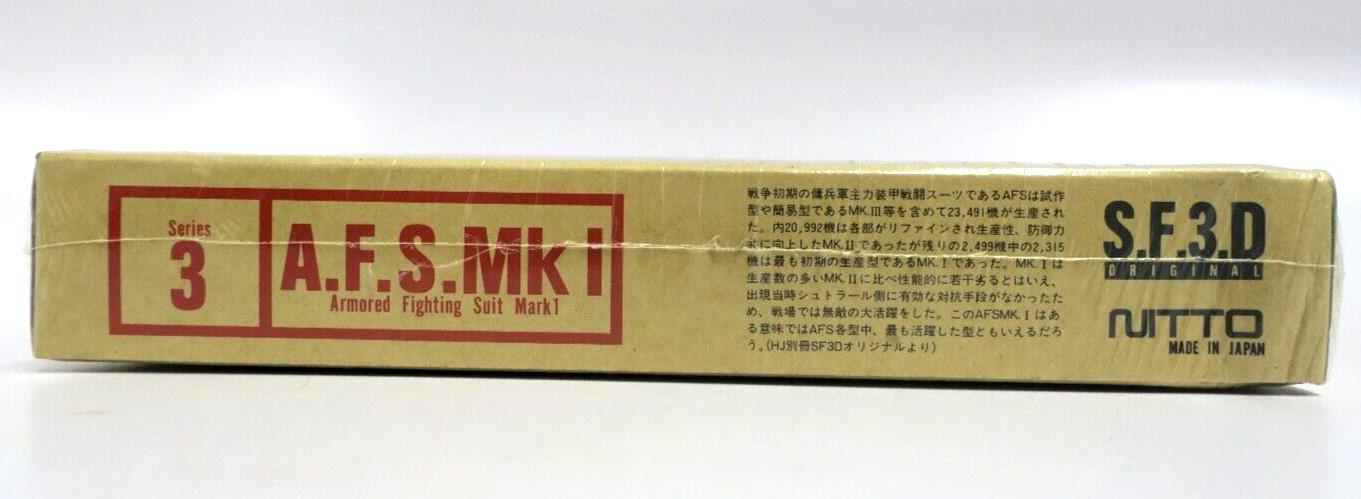 Series
3
A.F.S.Mk I
Armored Fighting Suit Mark1
戦争初期の傭兵軍主力装甲戦闘スーツであるAFSは試作
型や簡易型であるMK.III等を含めて23,491機が生産され
た。内20,992機は各部がリファインされ生産性、防御力
的に向上したMK.IIであったが残りの2,499機中の2,315
機は最も初期の生産型であるMK.Iであった。MK.Iは
生産数の多いMK.IIに比べ性能的に若干劣るとはいえ、
出現当時シュトラール側に有効な対抗手段がなかったた
め、戦場では無敵の大活躍をした。このAFSMK.Iはあ
る意味ではAFS各型中、最も活躍した型ともいえるだろ
う。(HJ別冊SF3Dオリジナルより)
S.F.3.D
ORIGINAL
NITTO
MADE IN JAPAN